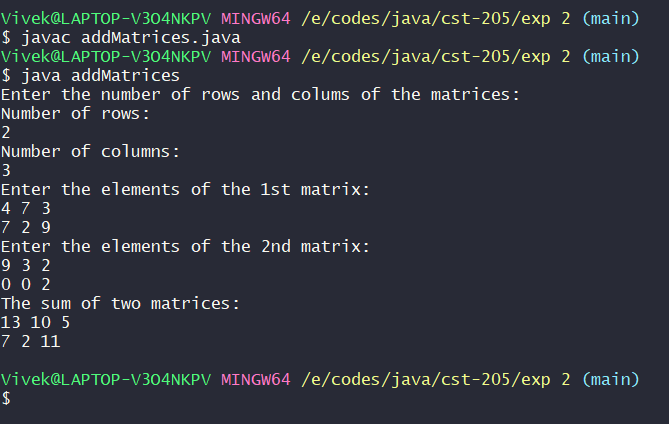 Vivek@LAPTOP-V3O4NKPV MINGW64 /e/codes/java/cst-205/exp 2 (main)
$ javac addMatrices.java
Vivek@LAPTOP-V3O4NKPV MINGW64 /e/codes/java/cst-205/exp 2 (main)
$ java addMatrices
Enter the number of rows and colums of the matrices:
Number of rows:
2
Number of columns:
3
Enter the elements of the 1st matrix:
4 7 3
7 2 9
Enter the elements of the 2nd matrix:
9 3 2
0 0 2
The sum of two matrices:
13 10 5
7 2 11
Vivek@LAPTOP-V3O4NKPV MINGW64 /e/codes/java/cst-205/exp 2 (main)
$